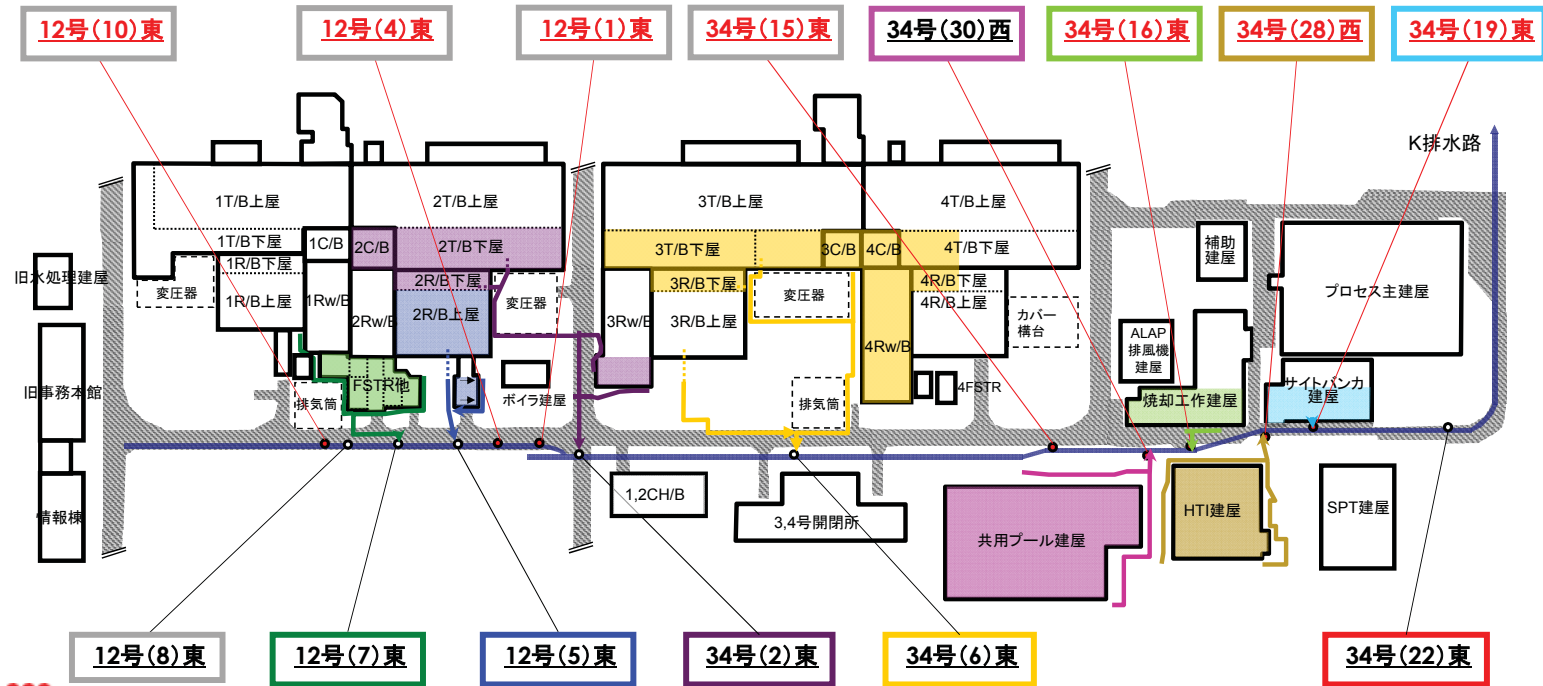 12号(10)東
12号(4)東
12号(1)東
34号(15)東
34号(30)西
34号(16)東
34号(28)西
34号(19)東
K排水路
1T/B上屋
2T/B上屋
3T/B上屋
4T/B上屋
1T/B下屋
1C/B
2C/B
2T/B下屋
3T/B下屋
3C/B
4C/B
4T/B下屋
補助
建屋
旧水処理建屋
変圧器
1R/B下屋
1R/B上屋
1Rw/B
2Rw/B
2R/B下屋
2R/B上屋
変圧器
3Rw/B
3R/B下屋
3R/B上屋
変圧器
4Rw/B
4R/B下屋
4R/B上屋
カバー
構台
ALAP
排風機
建屋
プロセス主建屋
旧事務本館
排気筒
FSTR他
ボイラ建屋
排気筒
4FSTR
焼却工作建屋
サイトバンカ
建屋
情報棟
1,2CH/B
3,4号開閉所
共用プール建屋
HTI建屋
SPT建屋
12号(8)東
12号(7)東
12号(5)東
34号(2)東
34号(6)東
34号(22)東